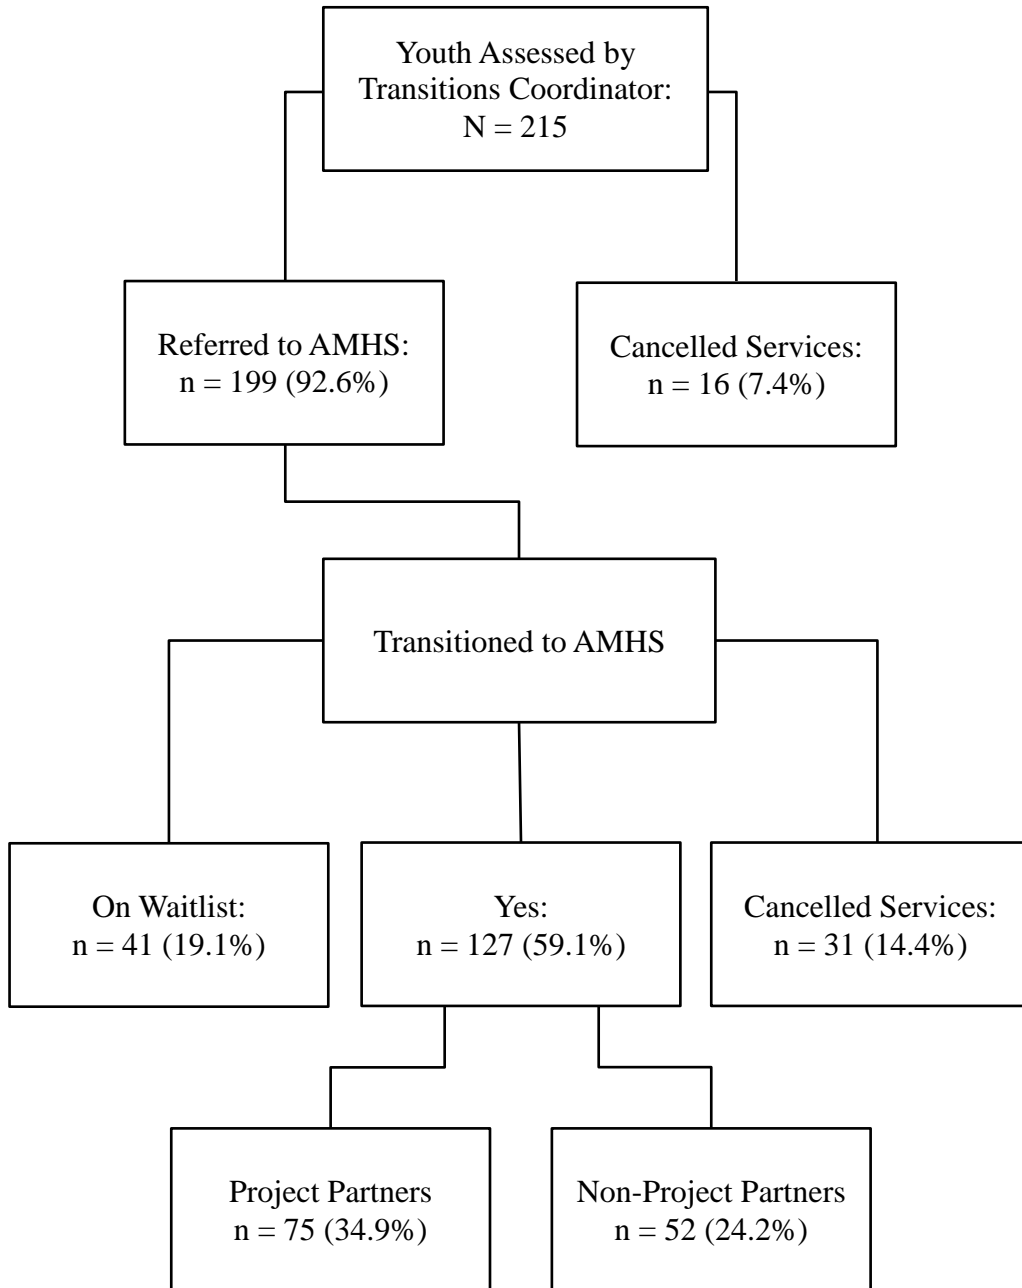 Youth Assessed by
Transitions Coordinator:
N = 215
Referred to AMHS:
n = 199 (92.6%)
Cancelled Services:
n = 16 (7.4%)
Transitioned to AMHS
On Waitlist:
n = 41 (19.1%)
Yes:
n = 127 (59.1%)
Cancelled Services:
n = 31 (14.4%)
Project Partners
n = 75 (34.9%)
Non-Project Partners
n = 52 (24.2%)